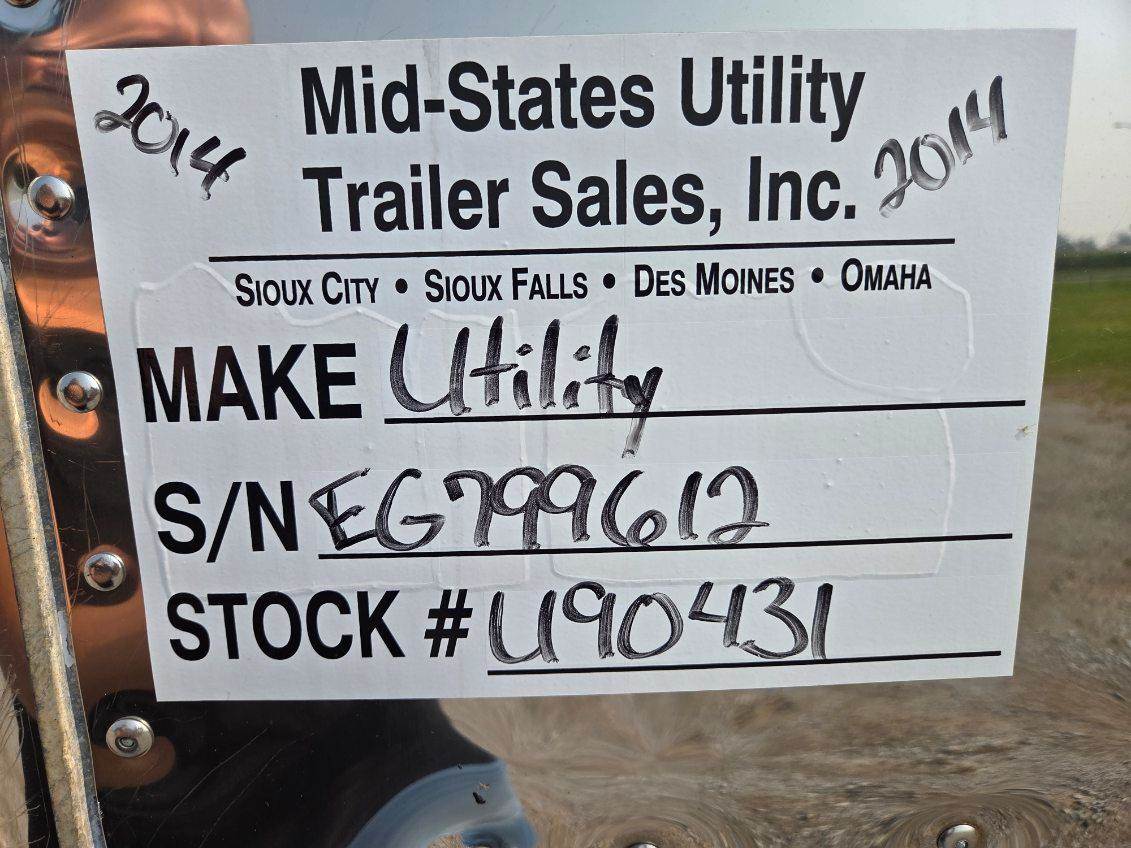 2014 Mid-States Utility 2014
Trailer Sales, Inc.
SIOUX CITY • SIOUX FALLS • DES MOINES • OMAHA
MAKE Utility
S/N EG799612
STOCK # U90431